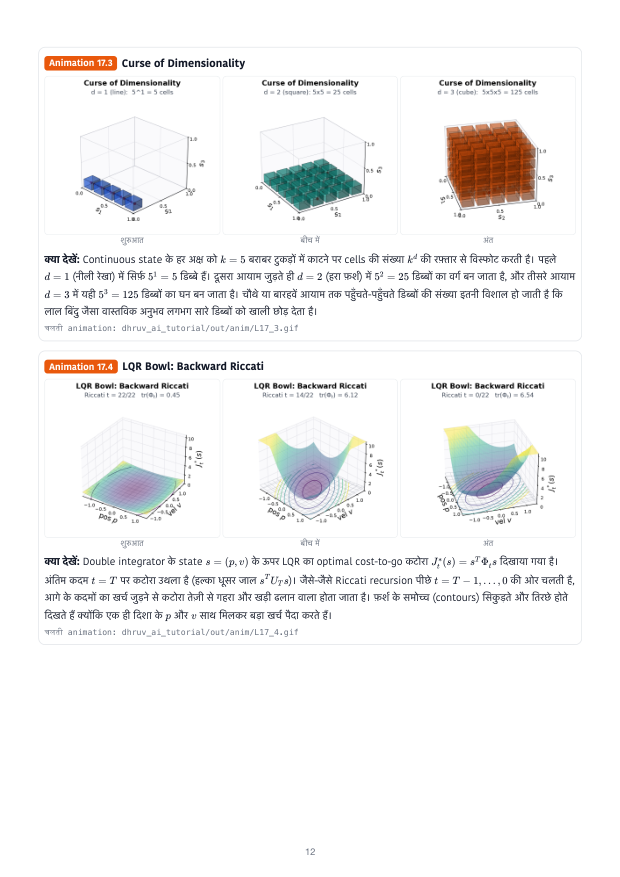 Animation 17.3 Curse of Dimensionality
Curse of Dimensionality
d = 1 (line): 5^1 = 5 cells
Curse of Dimensionality
d = 2 (square): 5x5 = 25 cells
Curse of Dimensionality
d = 3 (cube): 5x5x5 = 125 cells
शुरुआत
बीच में
अंत
क्या देखें: Continuous state के हर अक्ष को k = 5 बराबर टुकड़ों में काटने पर cells की संख्या k^d की रफ़्तार से विस्फोट करती है। पहले
d = 1 (नीली रेखा) में सिर्फ़ 5^1 = 5 डिब्बे हैं। दूसरा आयाम जुड़ते ही d = 2 (हरा फ़र्श) में 5^2 = 25 डिब्बों का वर्ग बन जाता है, और तीसरे आयाम
d = 3 में यही 5^3 = 125 डिब्बों का घन बन जाता है। चौथे या बारहवें आयाम तक पहुँचते-पहुँचते डिब्बों की संख्या इतनी विशाल हो जाती है कि
लाल बिंदु जैसा वास्तविक अनुभव लगभग सारे डिब्बों को खाली छोड़ देता है।
चलती animation: dhruv_ai_tutorial/out/anim/L17_3.gif
Animation 17.4 LQR Bowl: Backward Riccati
LQR Bowl: Backward Riccati
Riccati t = 22/22 tr(Φₜ) = 0.45
LQR Bowl: Backward Riccati
Riccati t = 14/22 tr(Φₜ) = 6.12
LQR Bowl: Backward Riccati
Riccati t = 0/22 tr(Φₜ) = 6.54
शुरुआत
बीच में
अंत
क्या देखें: Double integrator के state s = (p, v) के ऊपर LQR का optimal cost-to-go कटोरा J_t^*(s) = s^T Φ_t s दिखाया गया है।
अंतिम कदम t = T पर कटोरा उथला है (हल्का धूसर जाल s^T U_T s)। जैसे-जैसे Riccati recursion पीछे t = T − 1, . . . , 0 की ओर चलती है,
आगे के कदमों का खर्च जुड़ने से कटोरा तेज़ी से गहरा और खड़ी ढलान वाला होता जाता है। फ़र्श के समोच्च (contours) सिकुड़ते और तिरछे होते
दिखते हैं क्योंकि एक ही दिशा के p और v साथ मिलकर बड़ा खर्च पैदा करते हैं।
चलती animation: dhruv_ai_tutorial/out/anim/L17_4.gif
12